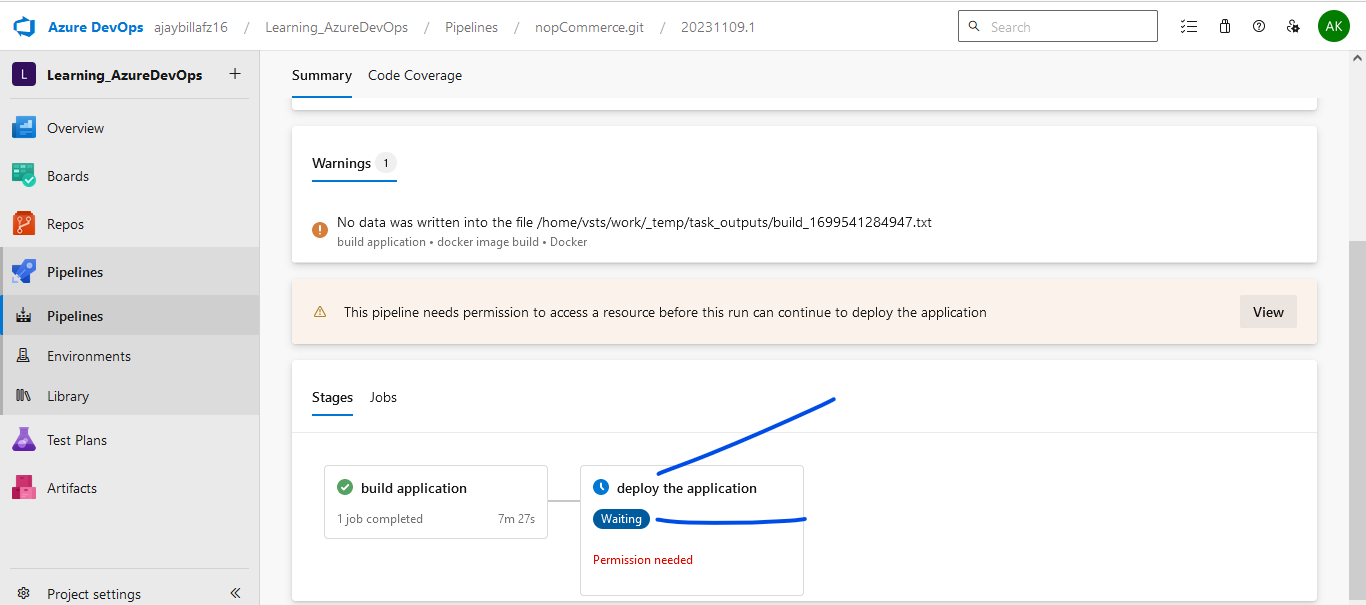 Azure DevOps ajaybillafz16 / Learning_AzureDevOps / Pipelines / nopCommerce.git / 20231109.1 Search AK
L Learning_AzureDevOps +
Overview
Boards
Repos
Pipelines
Pipelines
Environments
Library
Test Plans
Artifacts
Project settings
Summary Code Coverage
Warnings 1
No data was written into the file /home/vsts/work/_temp/task_outputs/build_1699541284947.txt
build application • docker image build • Docker
This pipeline needs permission to access a resource before this run can continue to deploy the application View
Stages Jobs
build application
1 job completed 7m 27s
deploy the application
Waiting
Permission needed